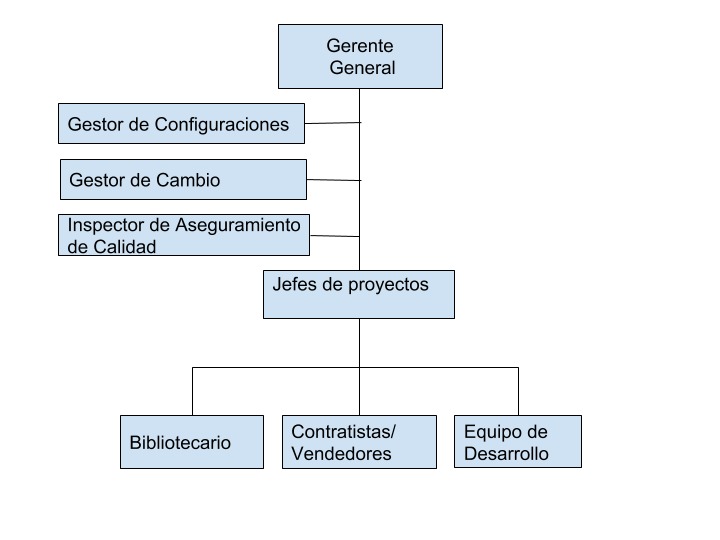 Gerente
General
Gestor de Configuraciones
Gestor de Cambio
Inspector de Aseguramiento
de Calidad
Jefes de proyectos
Bibliotecario
Contratistas/
Vendedores
Equipo de
Desarrollo